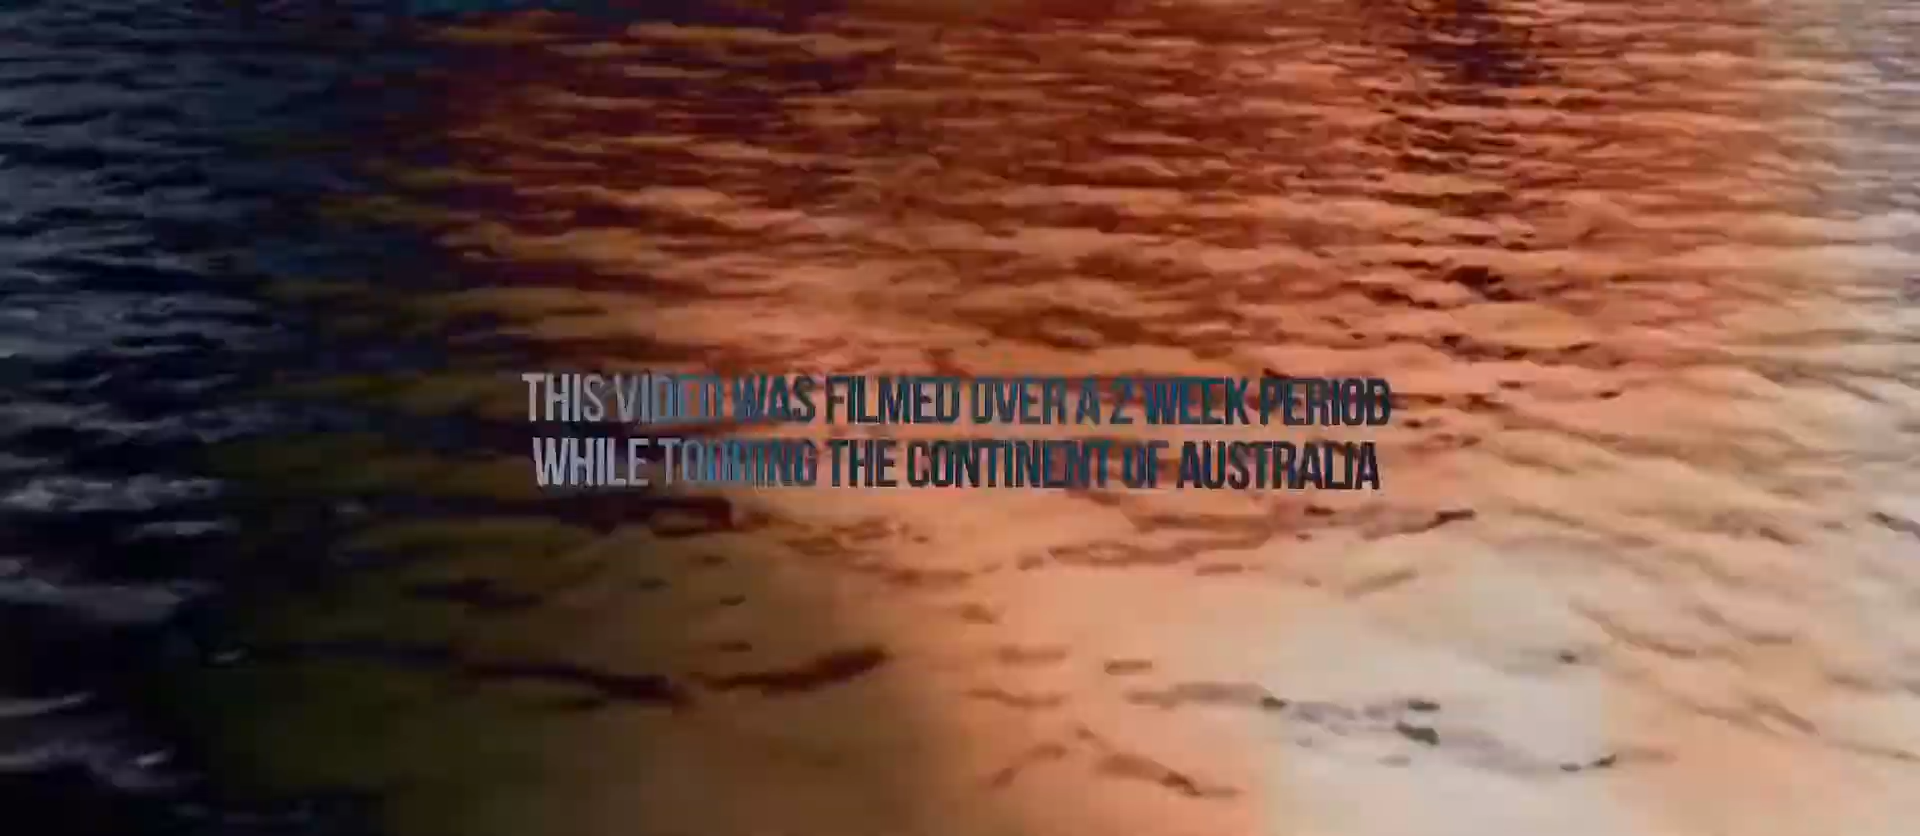 THIS VIDEO WAS FILMED OVER A 2 WEEK PERIOD
WHILE TOURING THE CONTINENT OF AUSTRALIA